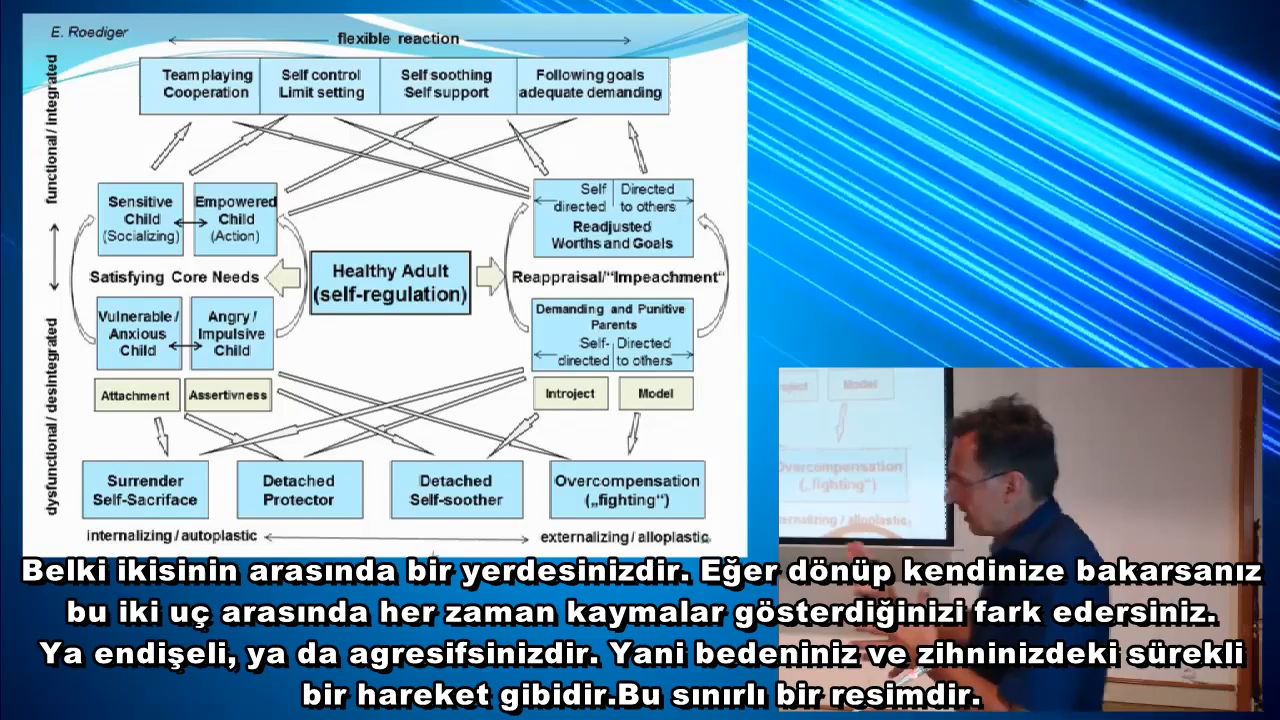 E. Roediger
flexible reaction
functional / integrated
Team playing
Cooperation
Self control
Limit setting
Self soothing
Self support
Following goals
adequate demanding
Sensitive
Child
(Socializing)
Empowered
Child
(Action)
Self
directed
Directed
to others
Readjusted
Worths and Goals
Satisfying Core Needs
Healthy Adult
(self-regulation)
Reappraisal/“Impeachment“
dysfunctional / desintegrated
Vulnerable /
Anxious
Child
Angry /
Impulsive
Child
Demanding and Punitive
Parents
Self-
directed
Directed
to others
Attachment
Assertivness
Introject
Model
Surrender
Self-Sacriface
Detached
Protector
Detached
Self-soother
Overcompensation
(„fighting“)
internalizing / autoplastic
externalizing / alloplastic
Model
Overcompensation
(„fighting“)
Belki ikisinin arasında bir yerdesinizdir. Eğer dönüp kendinize bakarsanız
bu iki uç arasında her zaman kaymalar gösterdiğinizi fark edersiniz.
Ya endişeli, ya da agresifsinizdir. Yani bedeniniz ve zihninizdeki sürekli
bir hareket gibidir.Bu sınırlı bir resimdir.